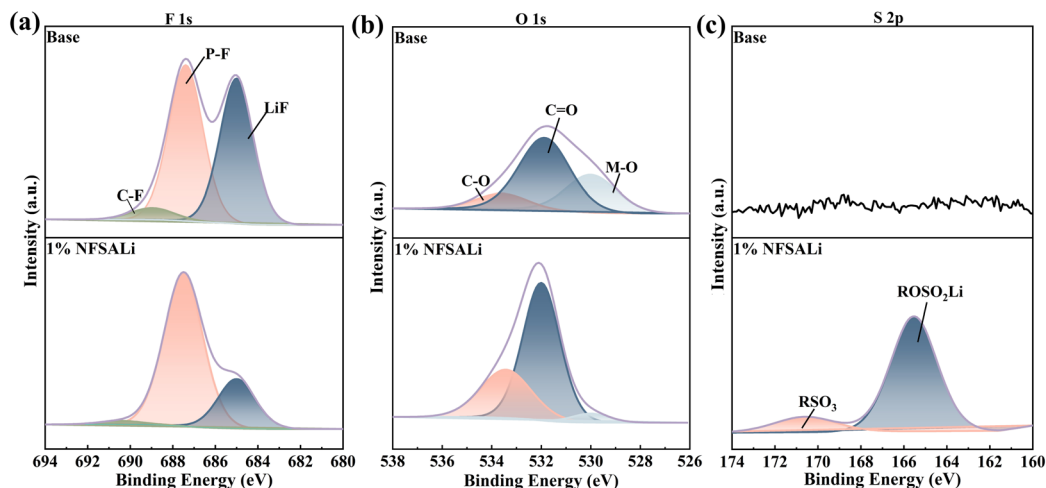 (a)
F 1s
Base
P-F
LiF
C-F
1% NFSALi
Intensity (a.u.)
694 692 690 688 686 684 682 680
Binding Energy (eV)
(b)
O 1s
Base
C=O
C-O
M-O
1% NFSALi
Intensity (a.u.)
538 536 534 532 530 528 526
Binding Energy (eV)
(c)
S 2p
Base
1% NFSALi
ROSO₂Li
RSO₃
Intensity (a.u.)
174 172 170 168 165 164 162 160
Binding Energy (eV)